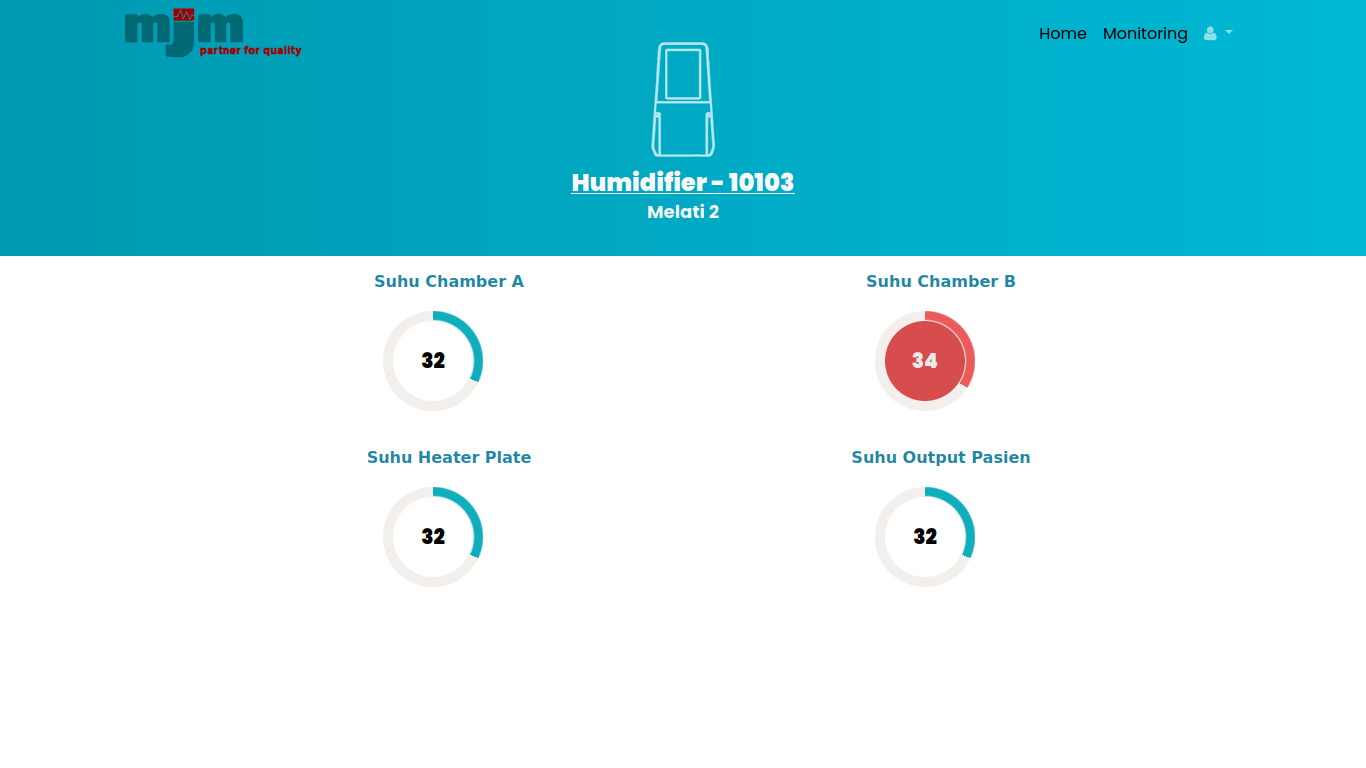 mjm
partner for quality
Home Monitoring
Humidifier - 10103
Melati 2
Suhu Chamber A
Suhu Chamber B
32
34
Suhu Heater Plate
Suhu Output Pasien
32
32